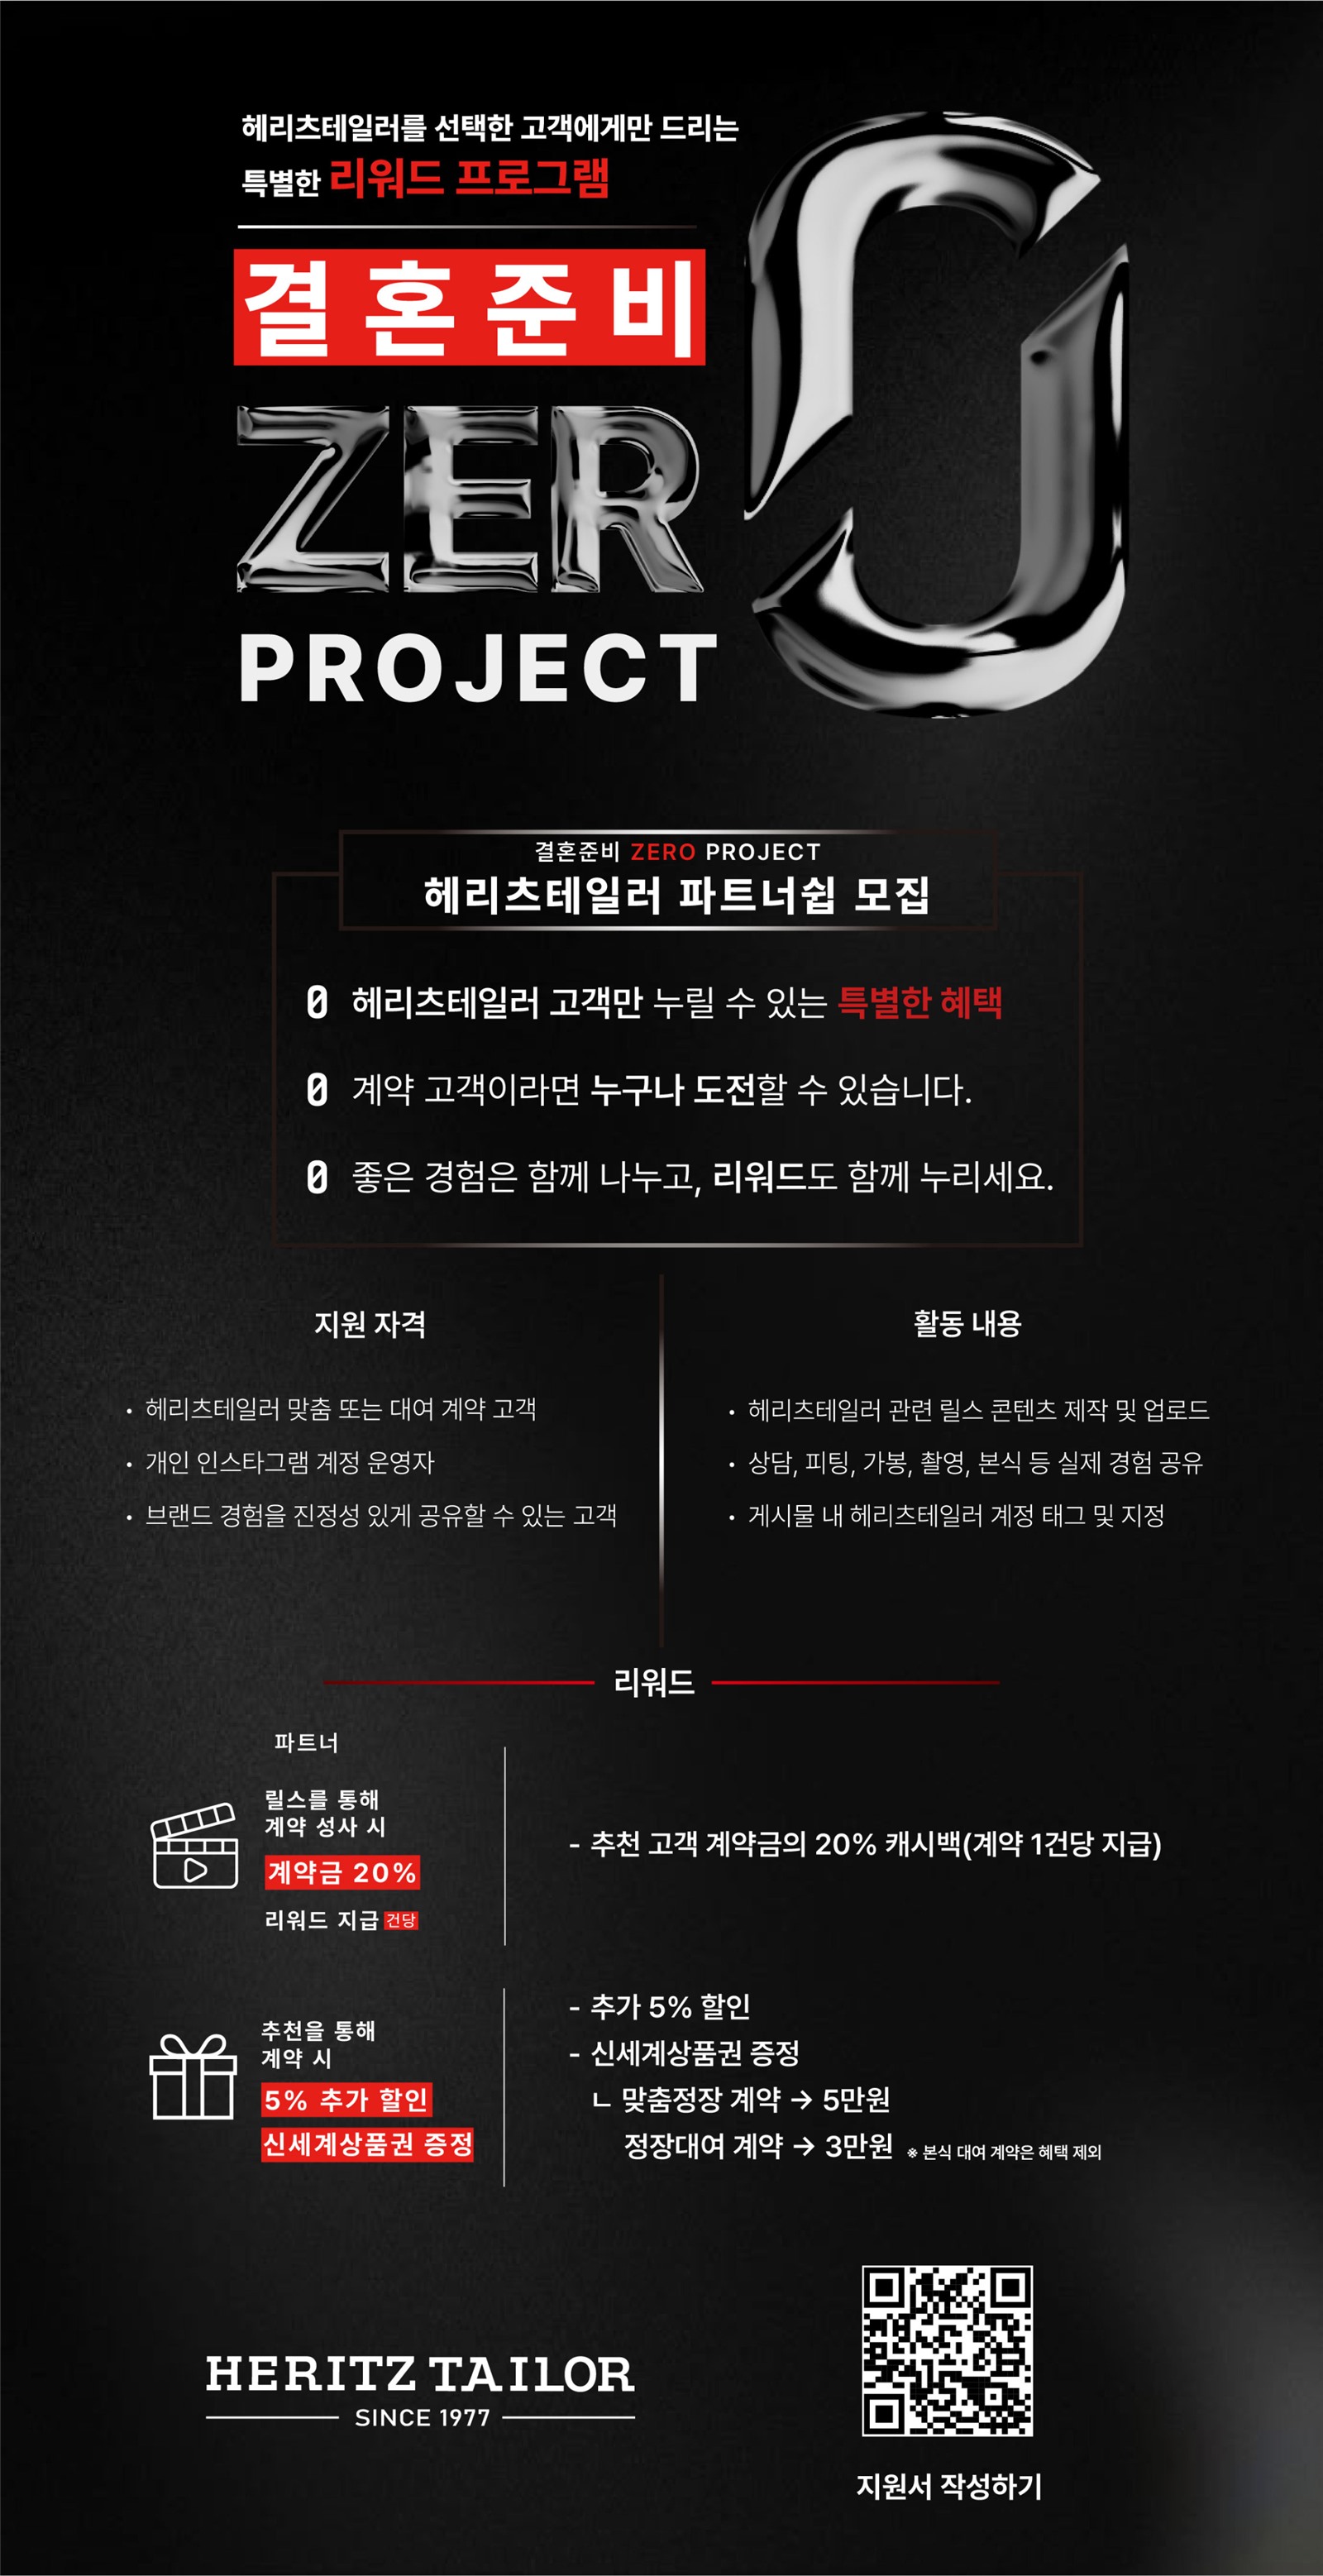 헤리츠테일러를 선택한 고객에게만 드리는
특별한 리워드 프로그램
결혼준비
ZER0
PROJECT
결혼준비 ZERO PROJECT
헤리츠테일러 파트너쉽 모집
0 헤리츠테일러 고객만 누릴 수 있는 특별한 혜택
0 계약 고객이라면 누구나 도전할 수 있습니다.
0 좋은 경험은 함께 나누고, 리워드도 함께 누리세요.
지원 자격
• 헤리츠테일러 맞춤 또는 대여 계약 고객
• 개인 인스타그램 계정 운영자
• 브랜드 경험을 진정성 있게 공유할 수 있는 고객
활동 내용
• 헤리츠테일러 관련 릴스 콘텐츠 제작 및 업로드
• 상담, 피팅, 가봉, 촬영, 본식 등 실제 경험 공유
• 게시물 내 헤리츠테일러 계정 태그 및 지정
리워드
파트너
릴스를 통해
계약 성사 시
계약금 20%
리워드 지급 건당
- 추천 고객 계약금의 20% 캐시백(계약 1건당 지급)
추천을 통해
계약 시
5% 추가 할인
신세계상품권 증정
- 추가 5% 할인
- 신세계상품권 증정
ㄴ 맞춤정장 계약 → 5만원
정장대여 계약 → 3만원 ※ 본식 대여 계약은 혜택 제외
HERITZ TAILOR
SINCE 1977
지원서 작성하기